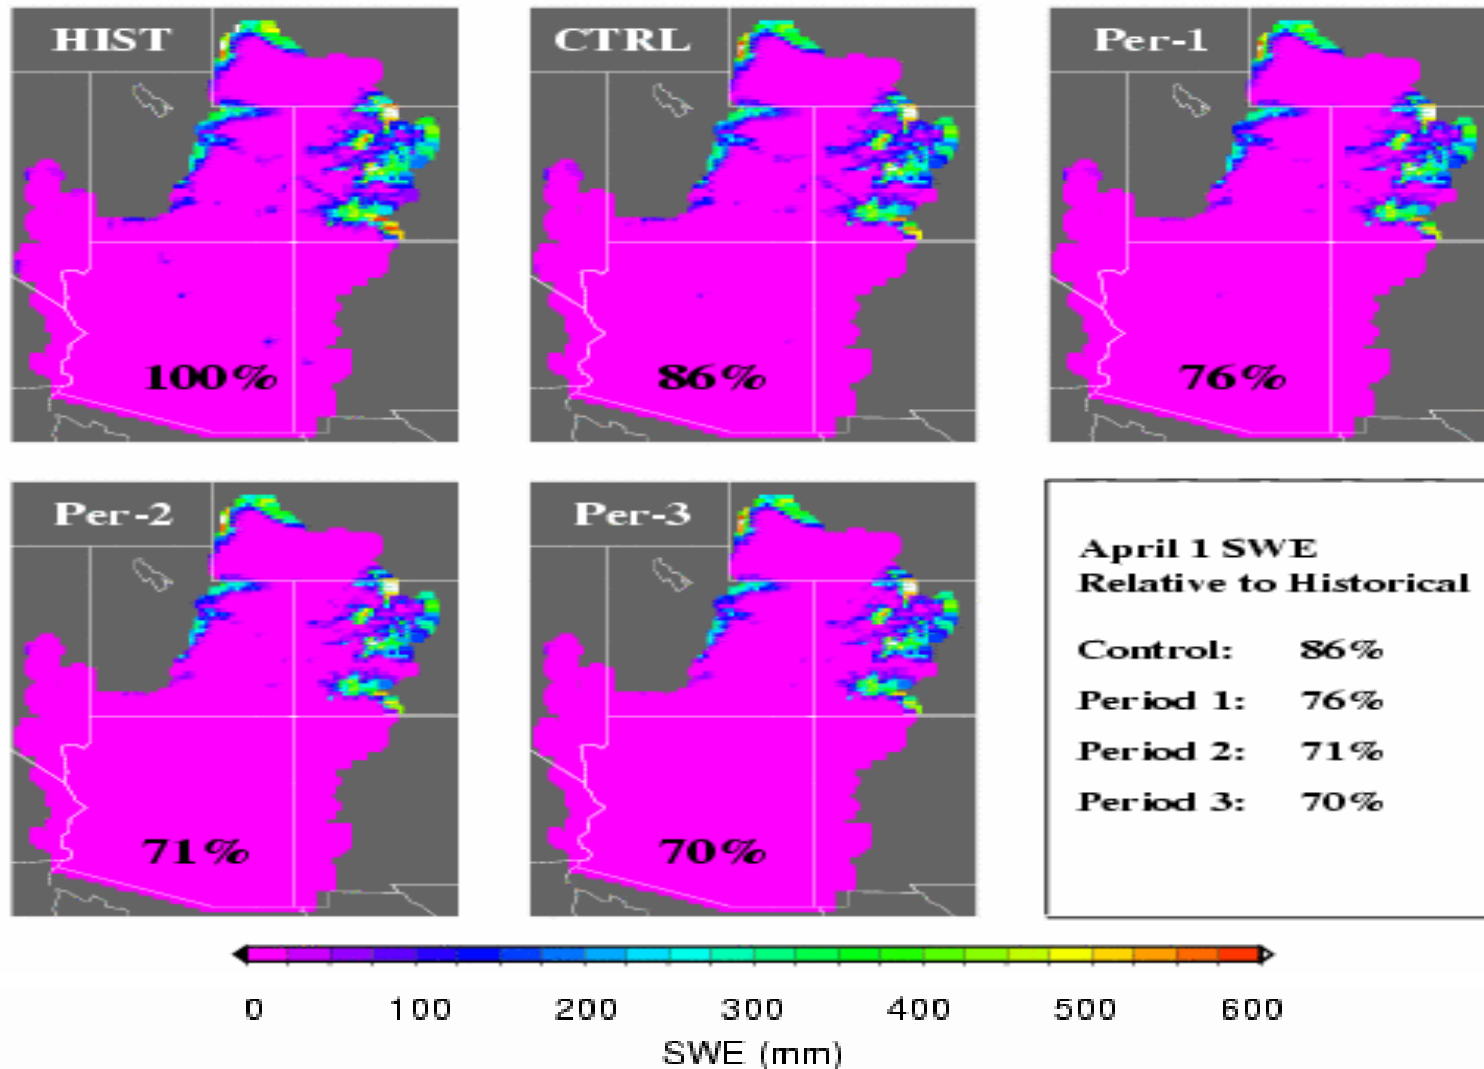 HIST
CTRL
Per-1
100%
86%
76%
Per-2
Per-3
71%
70%
April 1 SWE
Relative to Historical
Control: 86%
Period 1: 76%
Period 2: 71%
Period 3: 70%
0 100 200 300 400 500 600
SWE (mm)